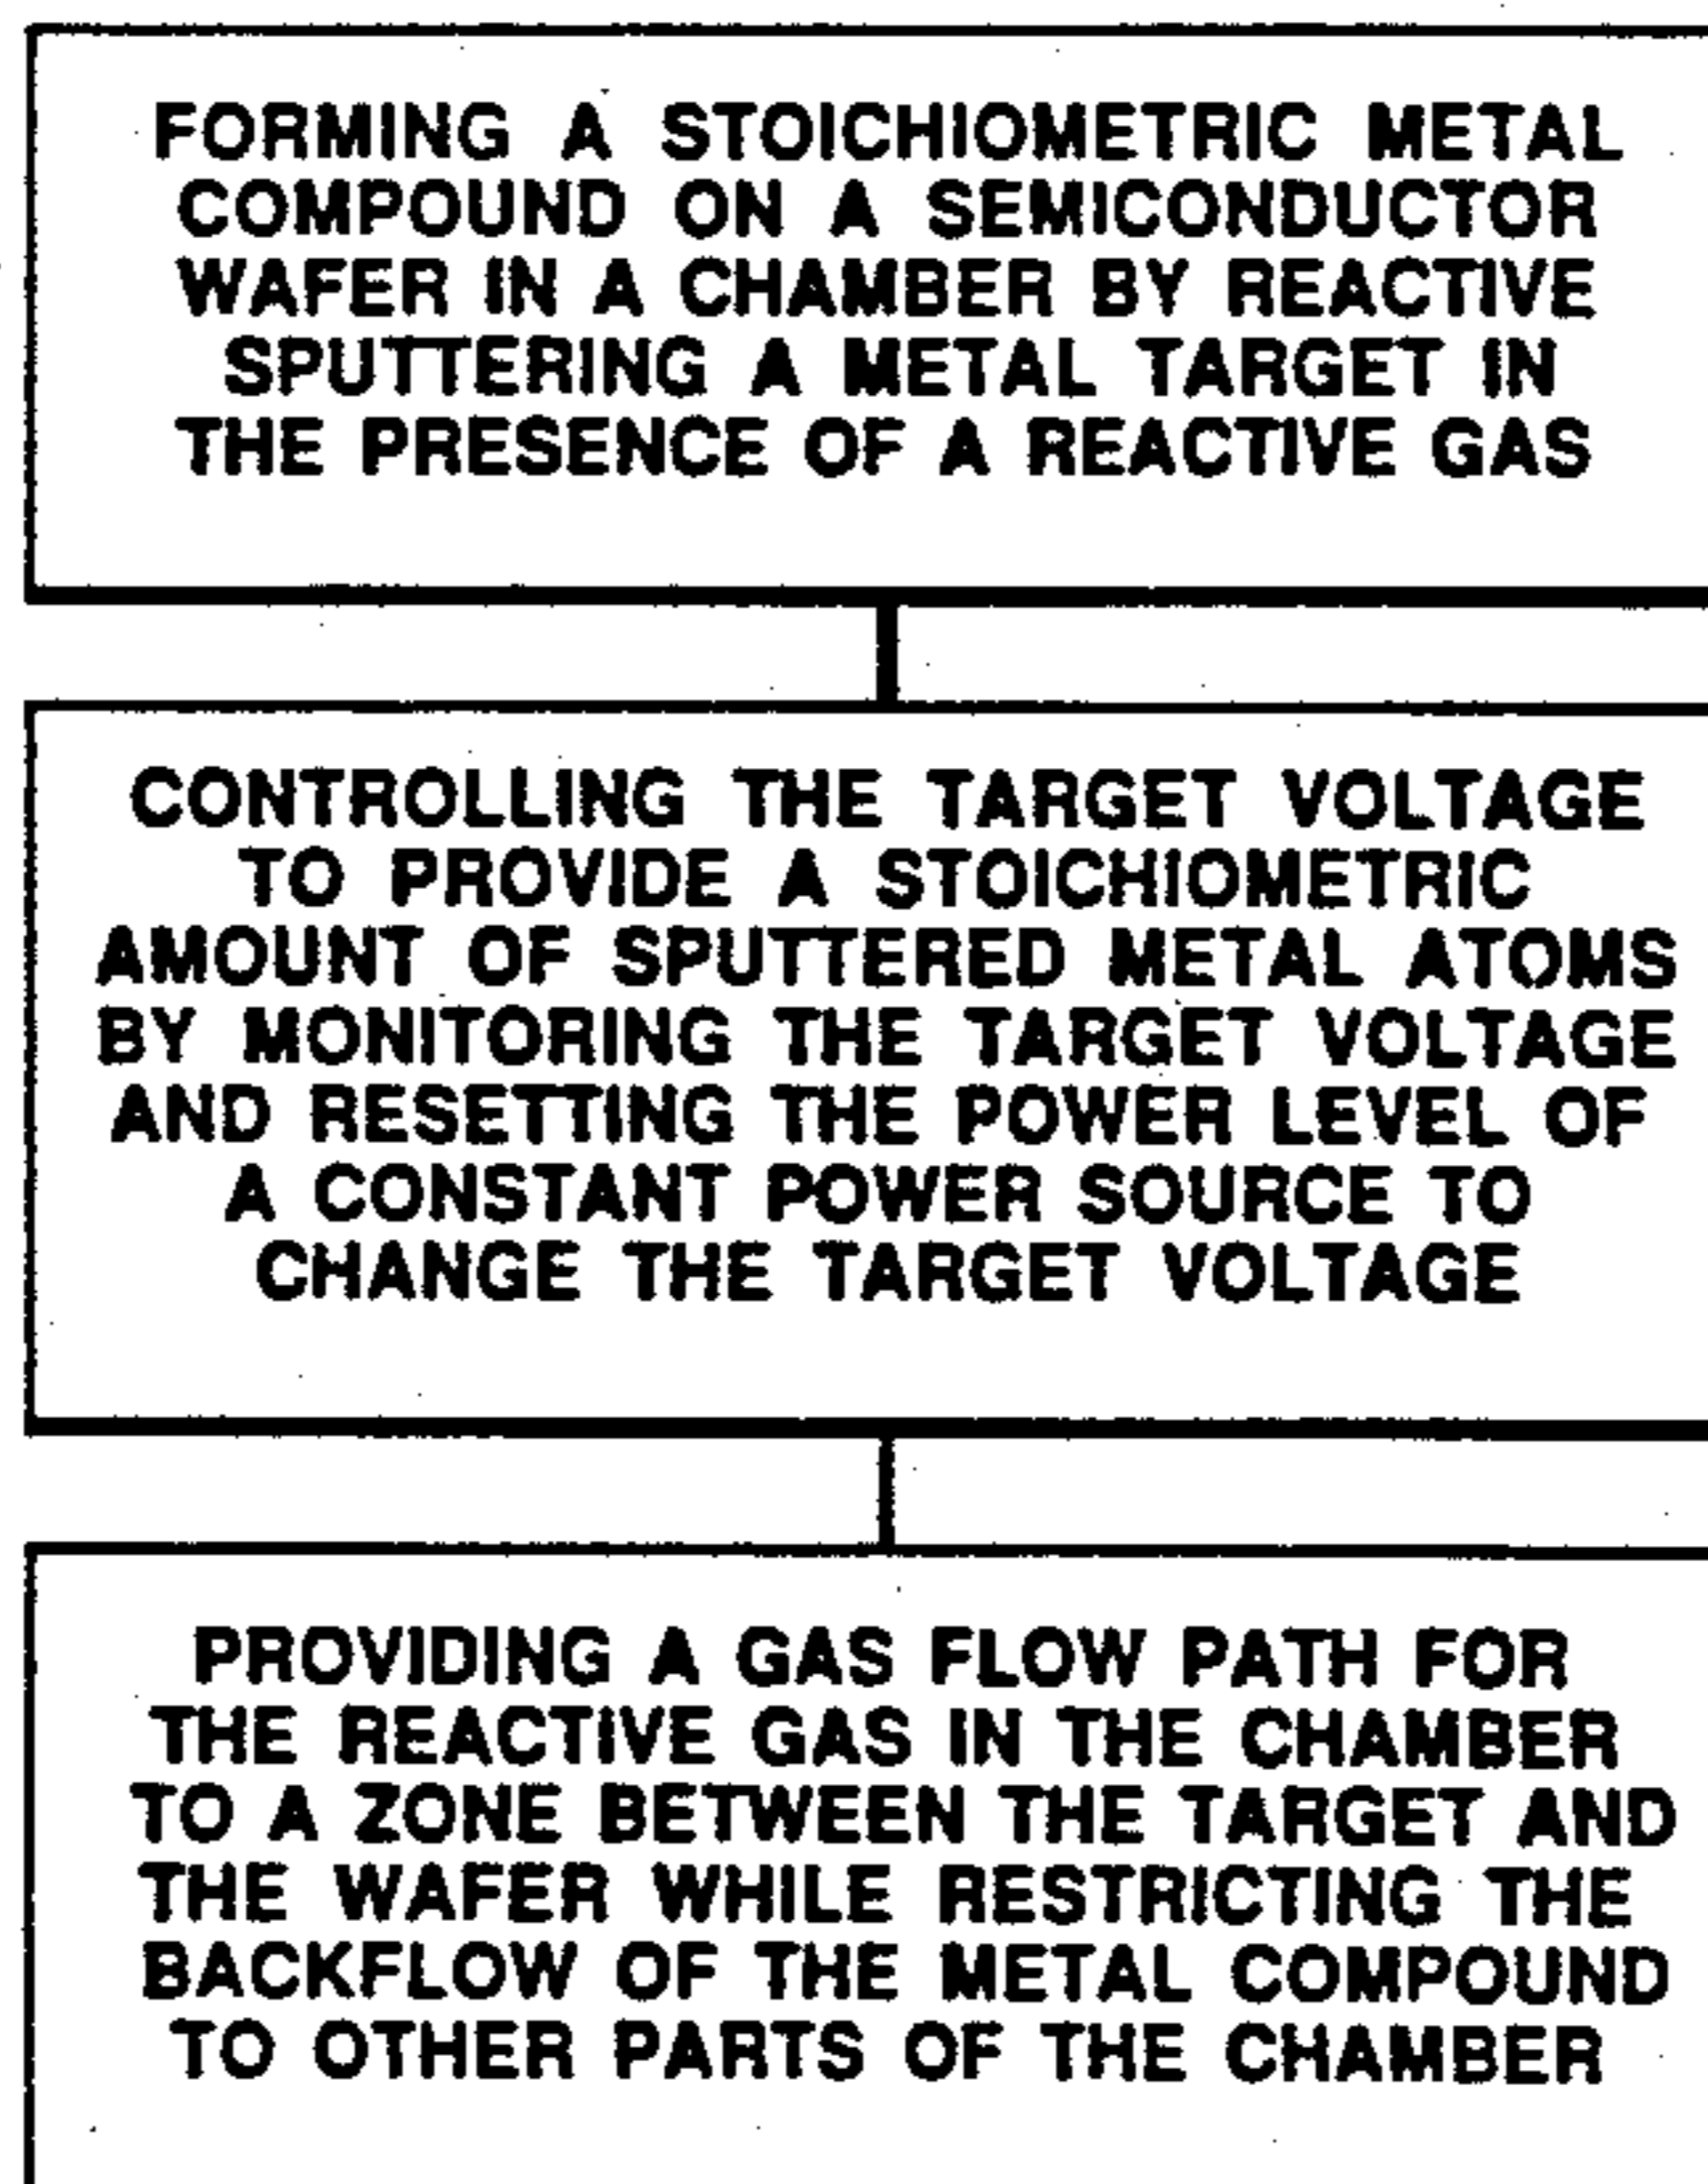 FORMING A STOICHIOMETRIC METAL
COMPOUND ON A SEMICONDUCTOR
WAFER IN A CHAMBER BY REACTIVE
SPUTTERING A METAL TARGET IN
THE PRESENCE OF A REACTIVE GAS
CONTROLLING THE TARGET VOLTAGE
TO PROVIDE A STOICHIOMETRIC
AMOUNT OF SPUTTERED METAL ATOMS
BY MONITORING THE TARGET VOLTAGE
AND RESETTING THE POWER LEVEL OF
A CONSTANT POWER SOURCE TO
CHANGE THE TARGET VOLTAGE
PROVIDING A GAS FLOW PATH FOR
THE REACTIVE GAS IN THE CHAMBER
TO A ZONE BETWEEN THE TARGET AND
THE WAFER WHILE RESTRICTING THE
BACKFLOW OF THE METAL COMPOUND
TO OTHER PARTS OF THE CHAMBER